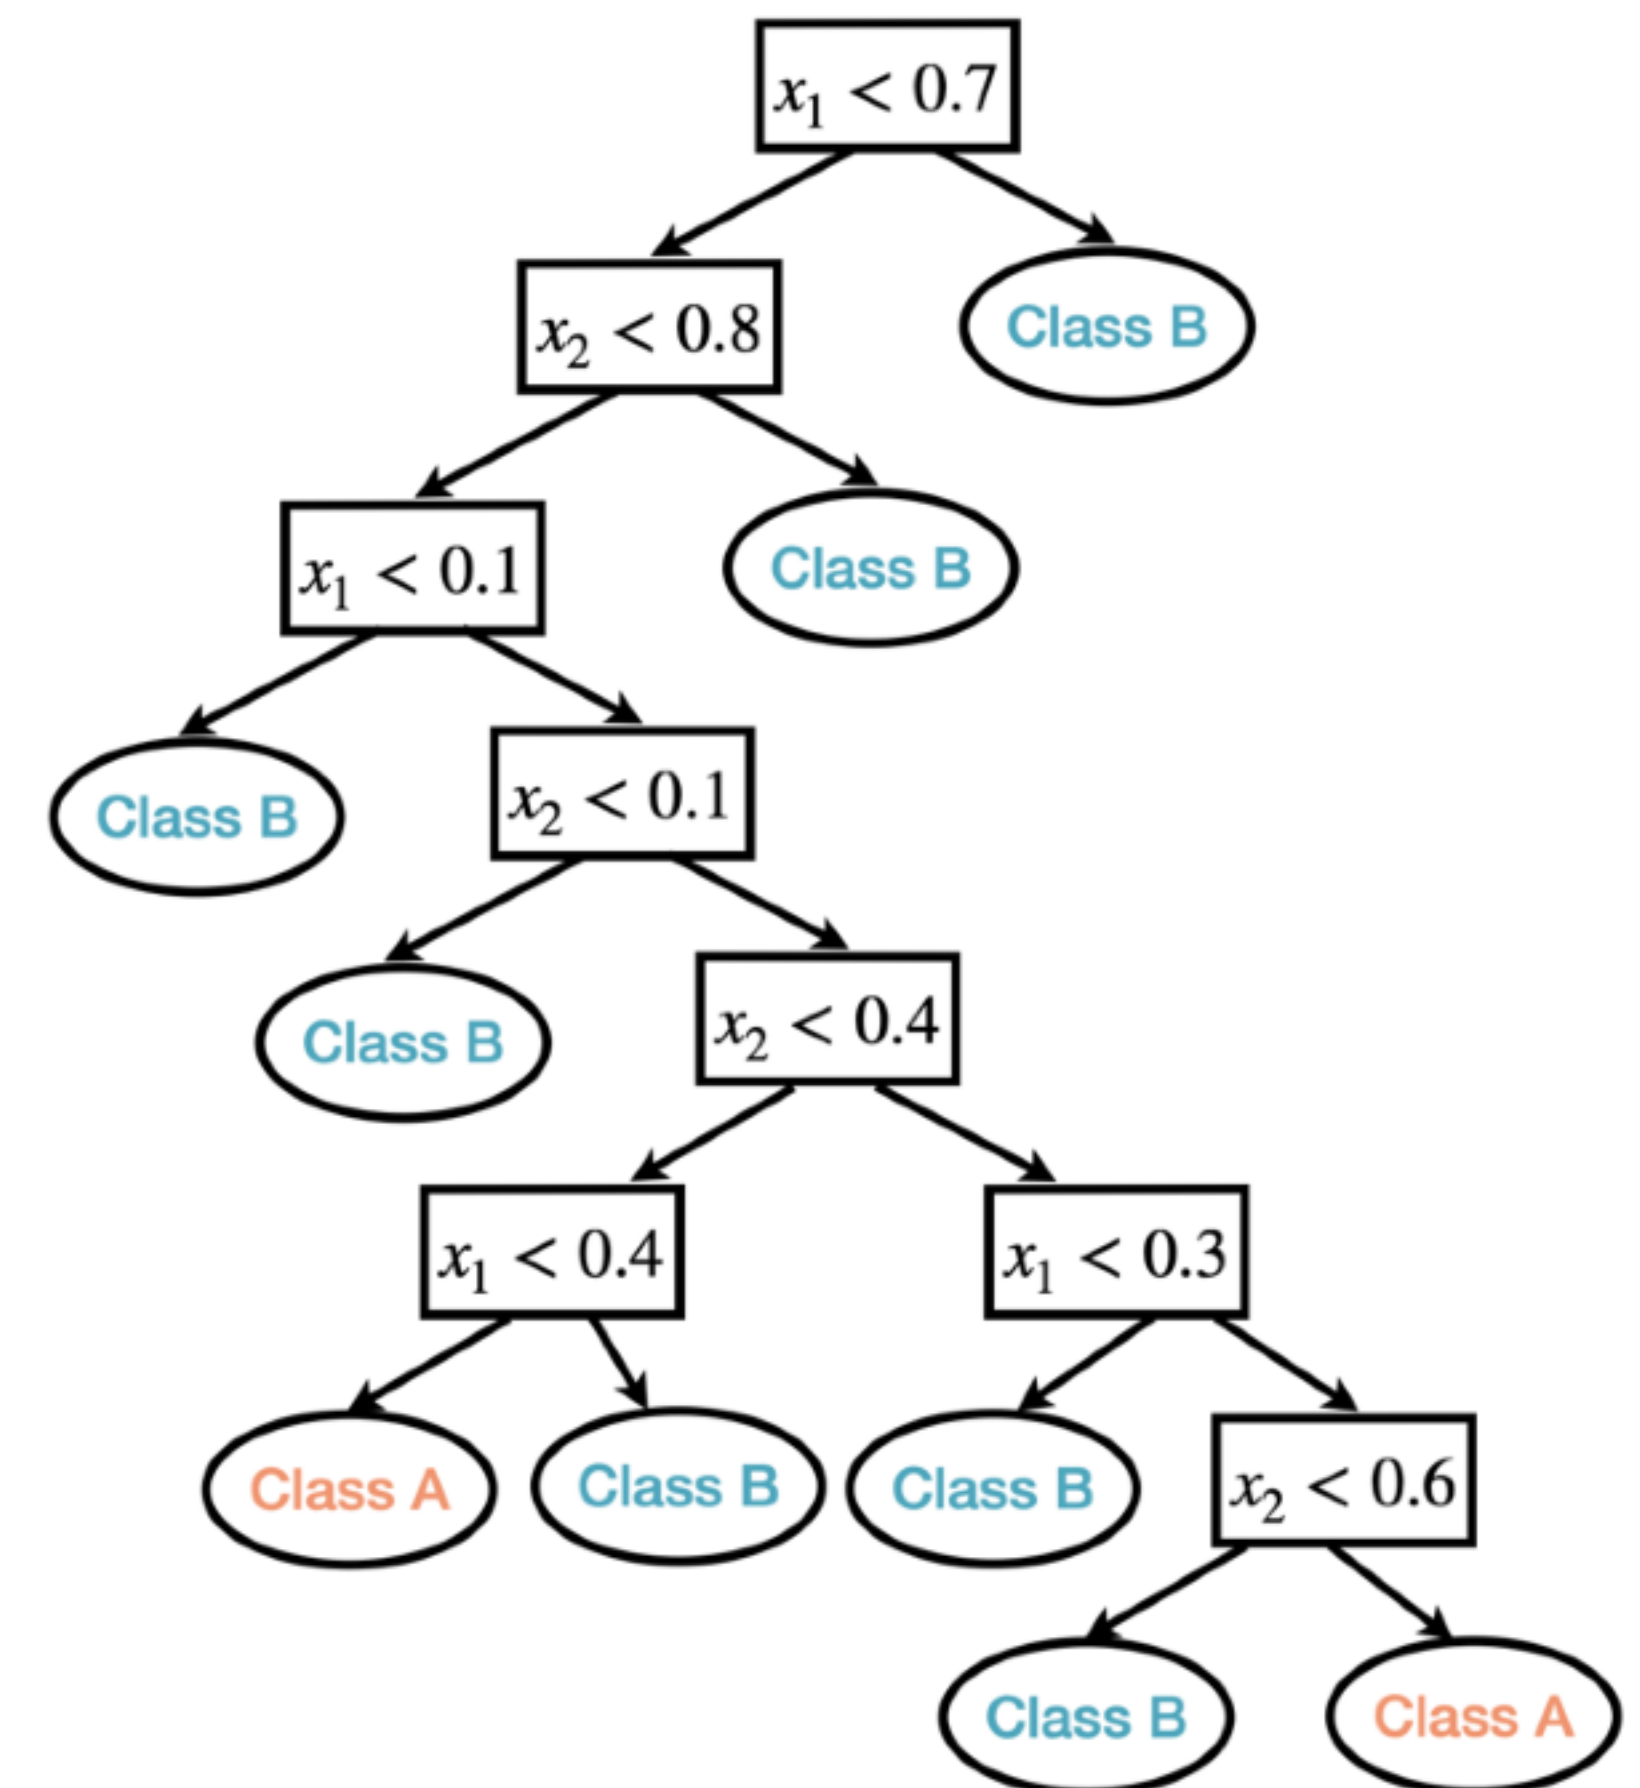 x₁ < 0.7
x₂ < 0.8
Class B
x₁ < 0.1
Class B
Class B
x₂ < 0.1
Class B
x₂ < 0.4
x₁ < 0.4
x₁ < 0.3
Class A
Class B
Class B
x₂ < 0.6
Class B
Class A